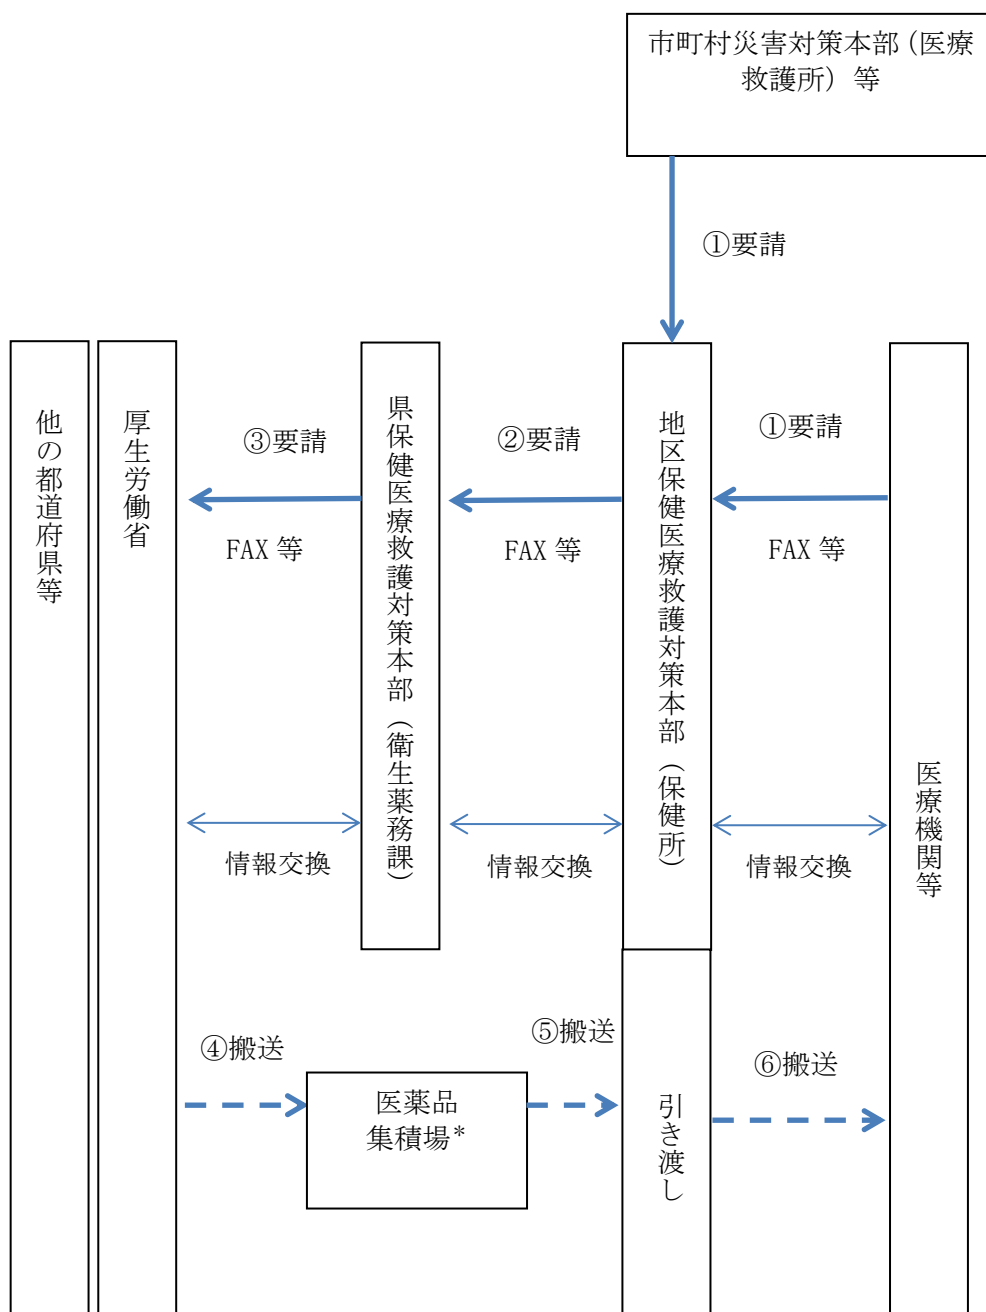 市町村災害対策本部（医療
救護所）等
①要請
他の都道府県等
厚生労働省
③要請
FAX 等
県保健医療救護対策本部（衛生薬務課）
②要請
FAX 等
地区保健医療救護対策本部（保健所）
①要請
FAX 等
医療機関等
情報交換
情報交換
情報交換
④搬送
医薬品
集積場*
⑤搬送
引き渡し
⑥搬送